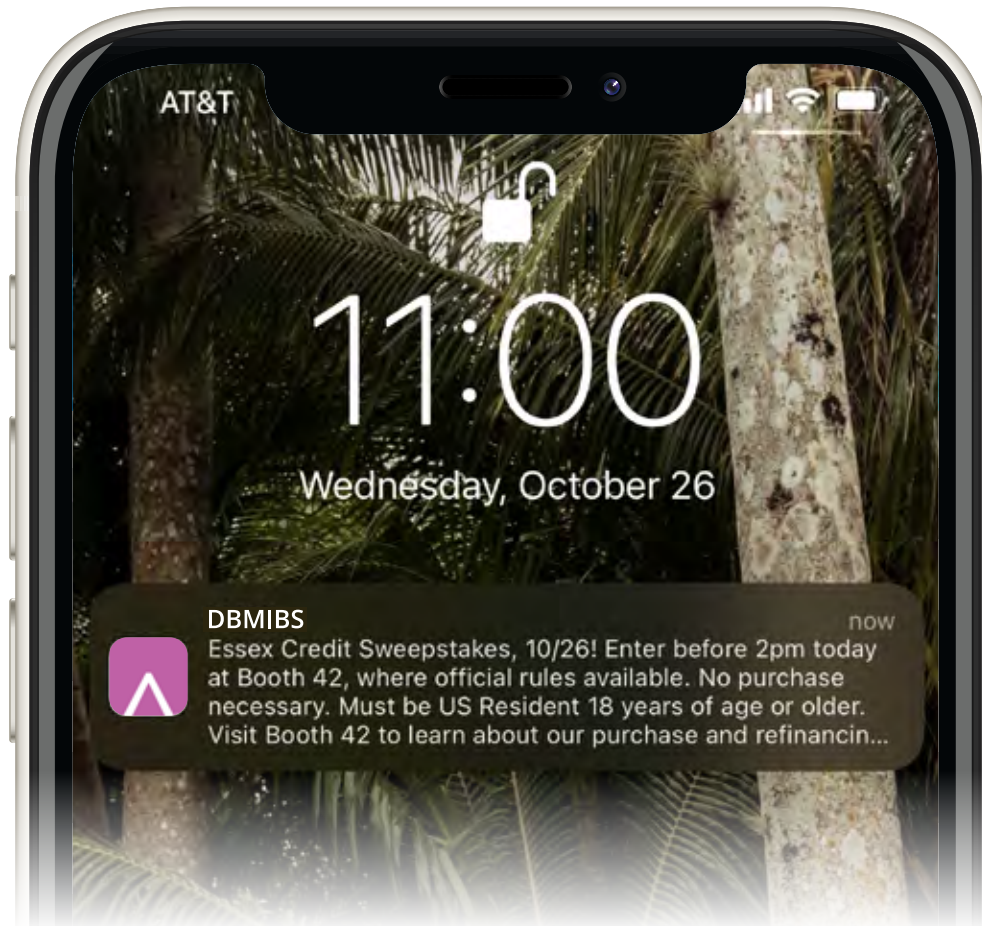 AT&T
11:00
Wednesday, October 26
DBMIBS
now
Essex Credit Sweepstakes, 10/26! Enter before 2pm today
at Booth 42, where official rules available. No purchase
necessary. Must be US Resident 18 years of age or older.
Visit Booth 42 to learn about our purchase and refinancin...